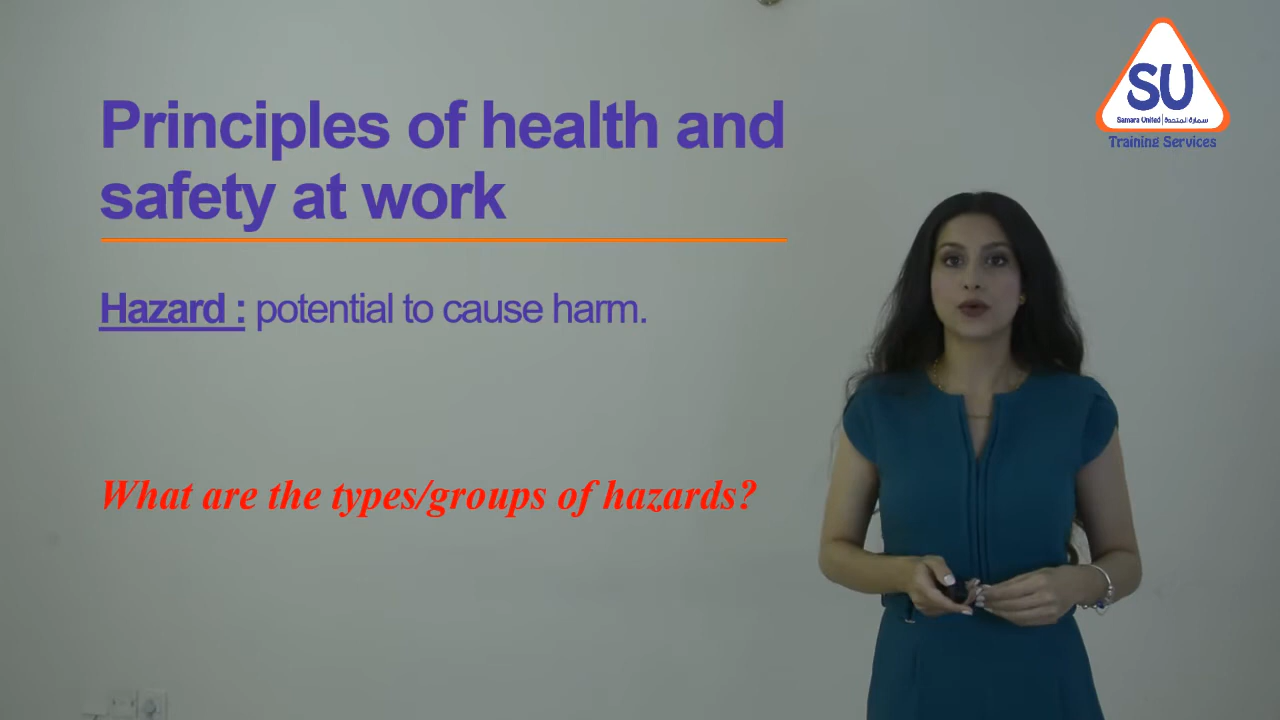 Principles of health and
safety at work
Hazard : potential to cause harm.
What are the types/groups of hazards?
SU
Samara United | سمارة المتحدة
Training Services